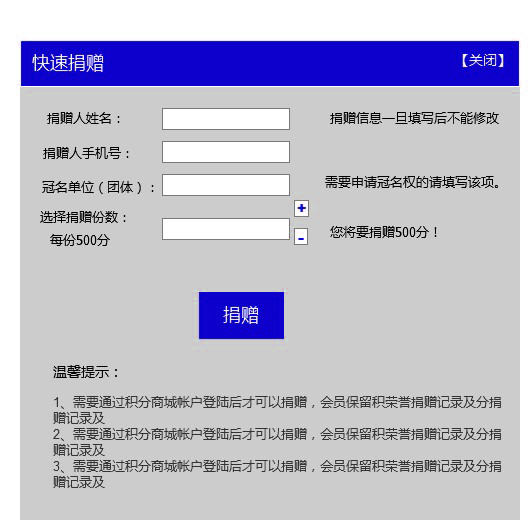 快速捐赠 【关闭】
捐赠人姓名： 捐赠信息一旦填写后不能修改
捐赠人手机号：
冠名单位（团体）： 需要申请冠名权的请填写该项。
选择捐赠份数： +
每份500分 - 您将要捐赠500分！
捐赠
温馨提示：
1、需要通过积分商城帐户登陆后才可以捐赠，会员保留积荣誉捐赠记录及分捐
赠记录及
2、需要通过积分商城帐户登陆后才可以捐赠，会员保留积荣誉捐赠记录及分捐
赠记录及
3、需要通过积分商城帐户登陆后才可以捐赠，会员保留积荣誉捐赠记录及分捐
赠记录及